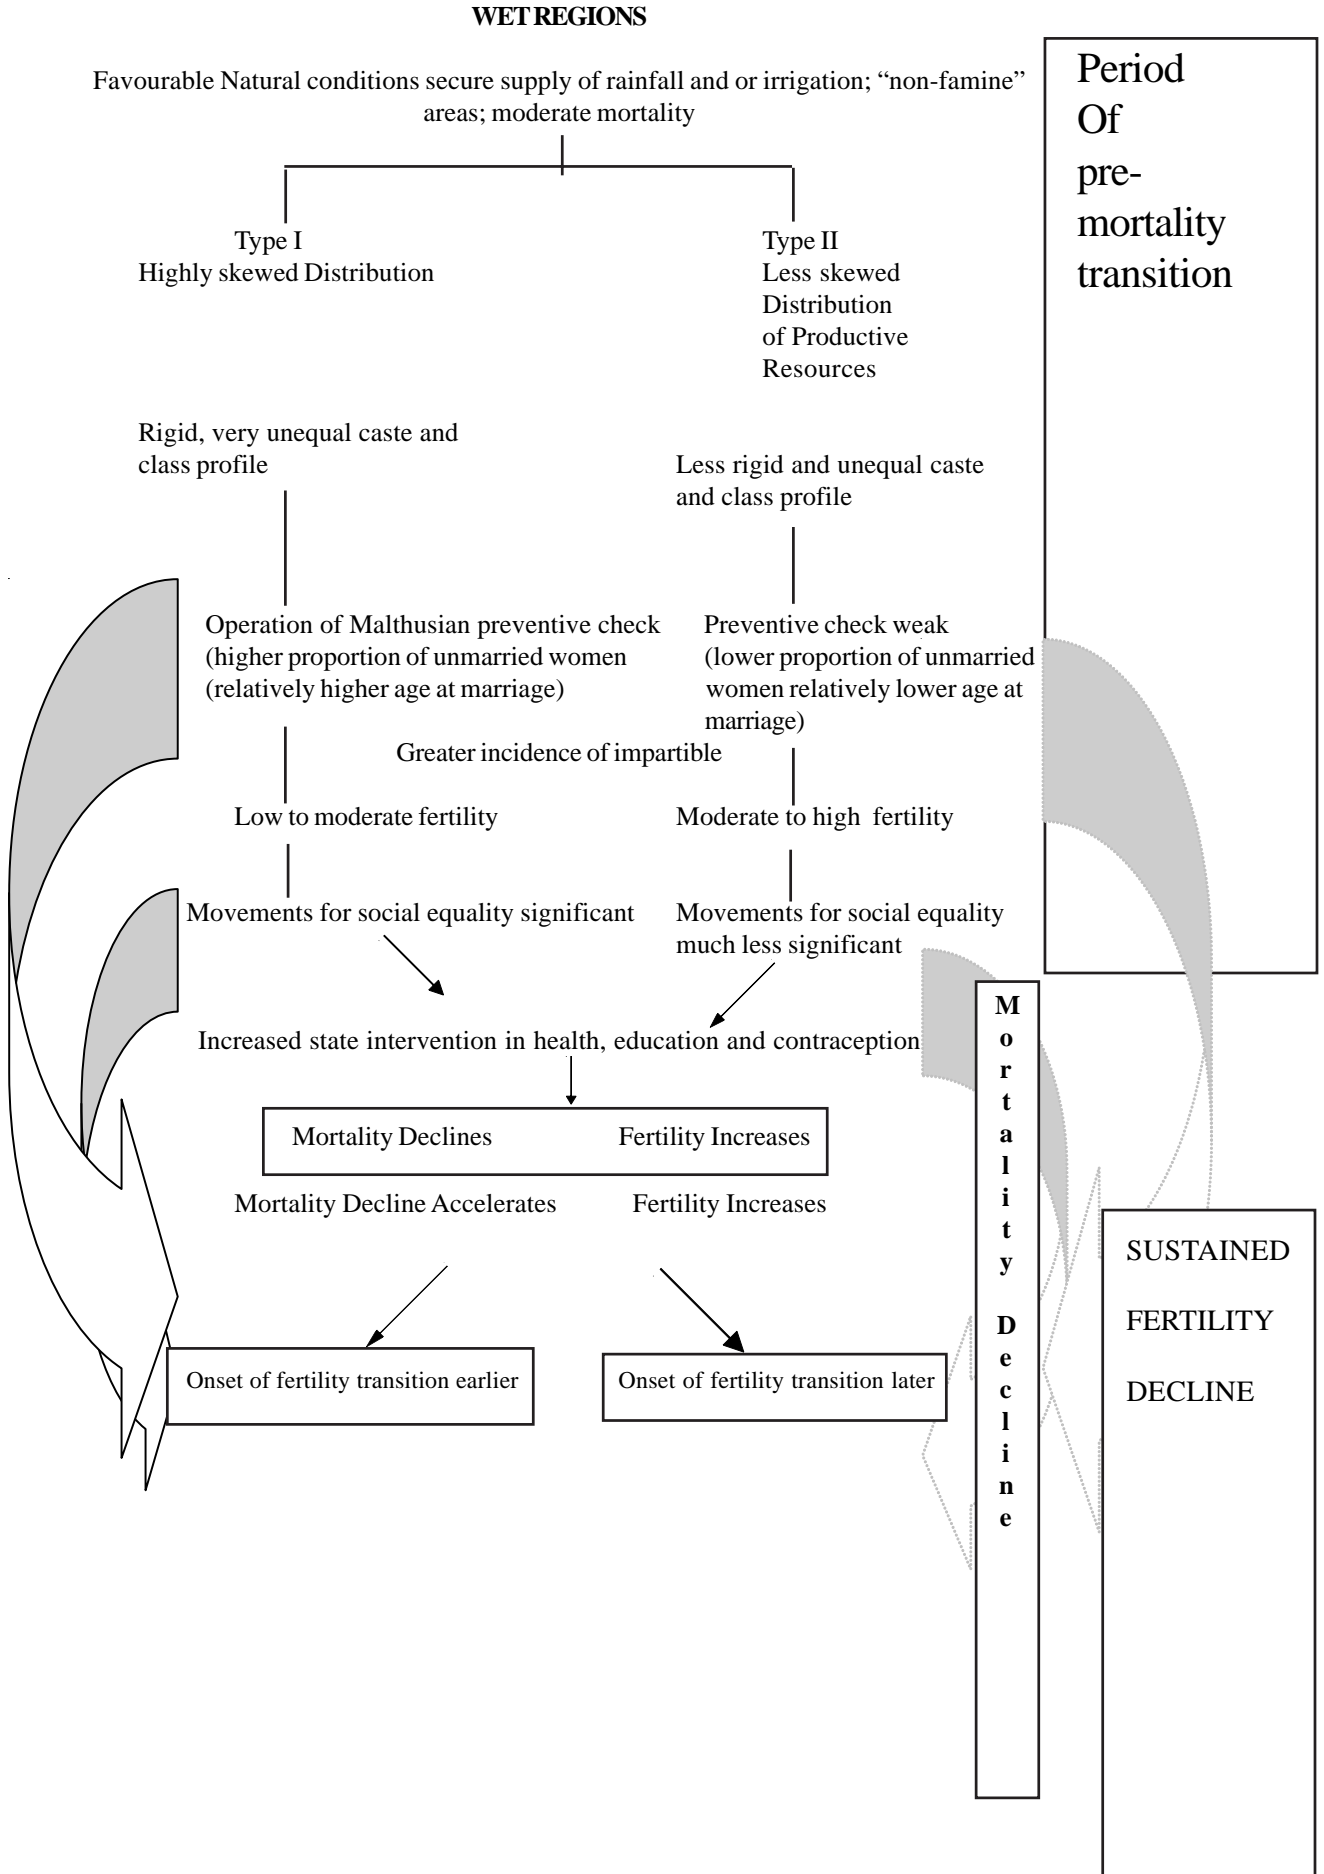 WET REGIONS
Favourable Natural conditions secure supply of rainfall and or irrigation; “non-famine”
areas; moderate mortality
Period
Of
pre-
mortality
transition
Type I
Highly skewed Distribution
Type II
Less skewed
Distribution
of Productive
Resources
Rigid, very unequal caste and
class profile
Less rigid and unequal caste
and class profile
Operation of Malthusian preventive check
(higher proportion of unmarried women
(relatively higher age at marriage)
Preventive check weak
(lower proportion of unmarried
women relatively lower age at
marriage)
Greater incidence of impartible
Low to moderate fertility
Moderate to high fertility
Movements for social equality significant
Movements for social equality
much less significant
Increased state intervention in health, education and contraception
Mortality Declines
Fertility Increases
Mortality Decline Accelerates
Fertility Increases
Onset of fertility transition earlier
Onset of fertility transition later
Mortality Decline
SUSTAINED
FERTILITY
DECLINE